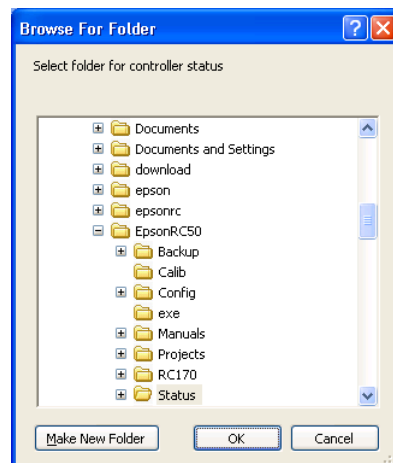 Browse For Folder
Select folder for controller status
Documents
Documents and Settings
download
epson
epsonrc
EpsonRC50
Backup
Calib
Config
exe
Manuals
Projects
RC170
Status
Make New Folder
OK
Cancel